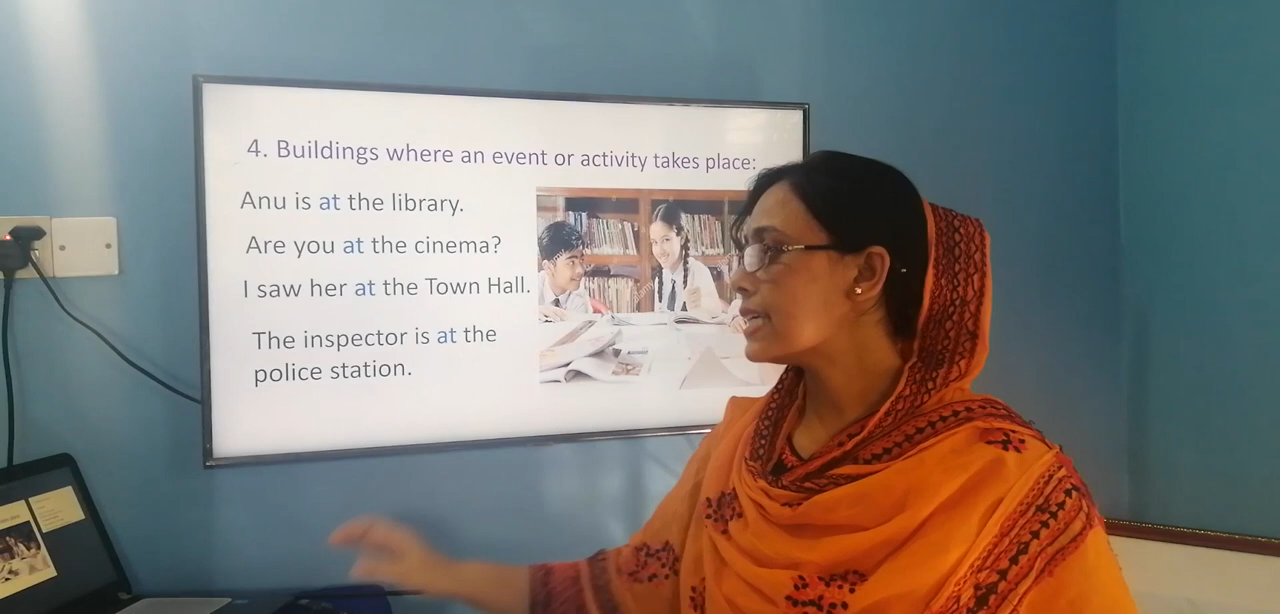 4. Buildings where an event or activity takes place:
Anu is at the library.
Are you at the cinema?
I saw her at the Town Hall.
The inspector is at the
police station.